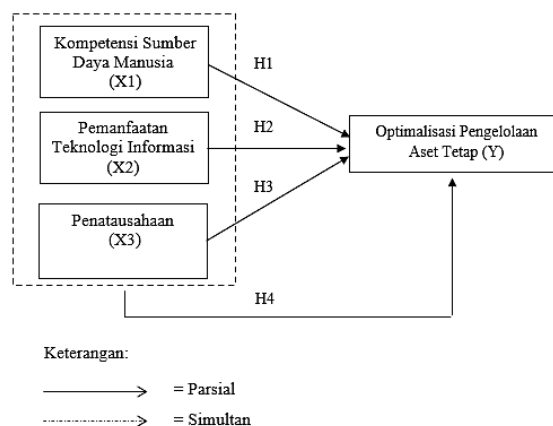 Kompetensi Sumber
Daya Manusia
(X1)
H1
Pemanfaatan
Teknologi Informasi
(X2)
H2
Optimalisasi Pengelolaan
Aset Tetap (Y)
H3
Penatausahaan
(X3)
H4
Keterangan:
= Parsial
= Simultan